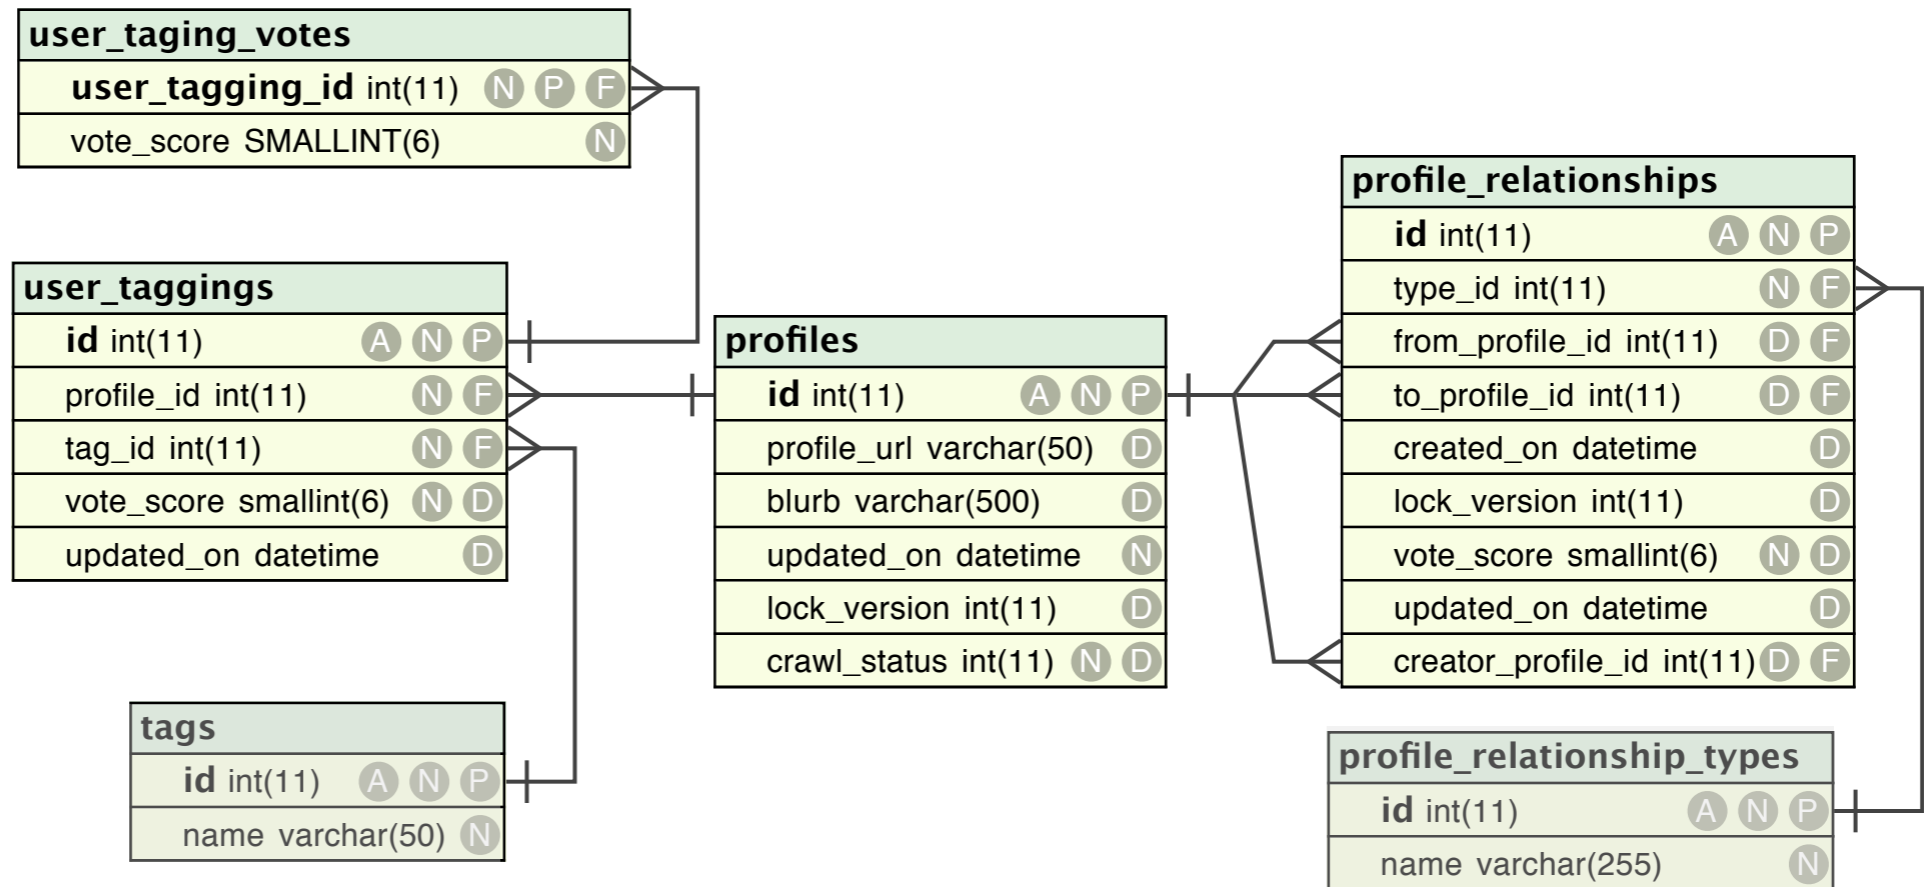 user_taging_votes
user_tagging_id int(11) N P F
vote_score SMALLINT(6) N
user_taggings
id int(11) A N P
profile_id int(11) N F
tag_id int(11) N F
vote_score smallint(6) N D
updated_on datetime D
tags
id int(11) A N P
name varchar(50) N
profiles
id int(11) A N P
profile_url varchar(50) D
blurb varchar(500) D
updated_on datetime N
lock_version int(11) D
crawl_status int(11) N D
profile_relationships
id int(11) A N P
type_id int(11) N F
from_profile_id int(11) D F
to_profile_id int(11) D F
created_on datetime D
lock_version int(11) D
vote_score smallint(6) N D
updated_on datetime D
creator_profile_id int(11) D F
profile_relationship_types
id int(11) A N P
name varchar(255) N